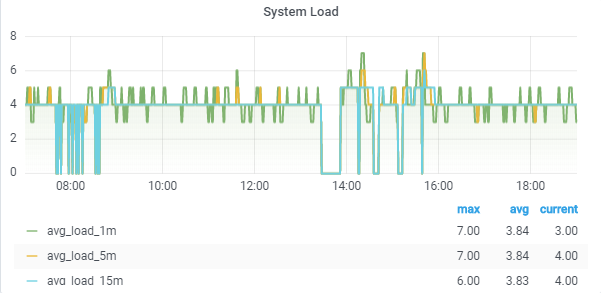 System Load
8
6
4
2
0
08:00 10:00 12:00 14:00 16:00 18:00
max avg current
avg_load_1m 7.00 3.84 3.00
avg_load_5m 7.00 3.84 4.00
avg_load_15m 6.00 3.83 4.00